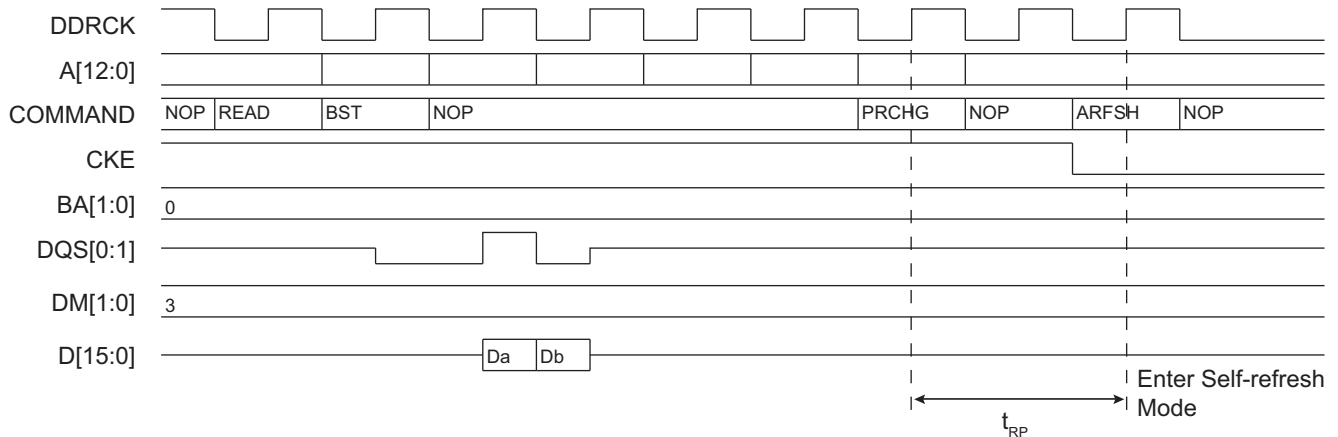 DDRCK
A[12:0]
COMMAND NOP READ BST NOP PRCHG NOP ARFSH NOP
CKE
BA[1:0] 0
DQS[0:1]
DM[1:0] 3
D[15:0] Da Db
Enter Self-refresh
Mode
tRP